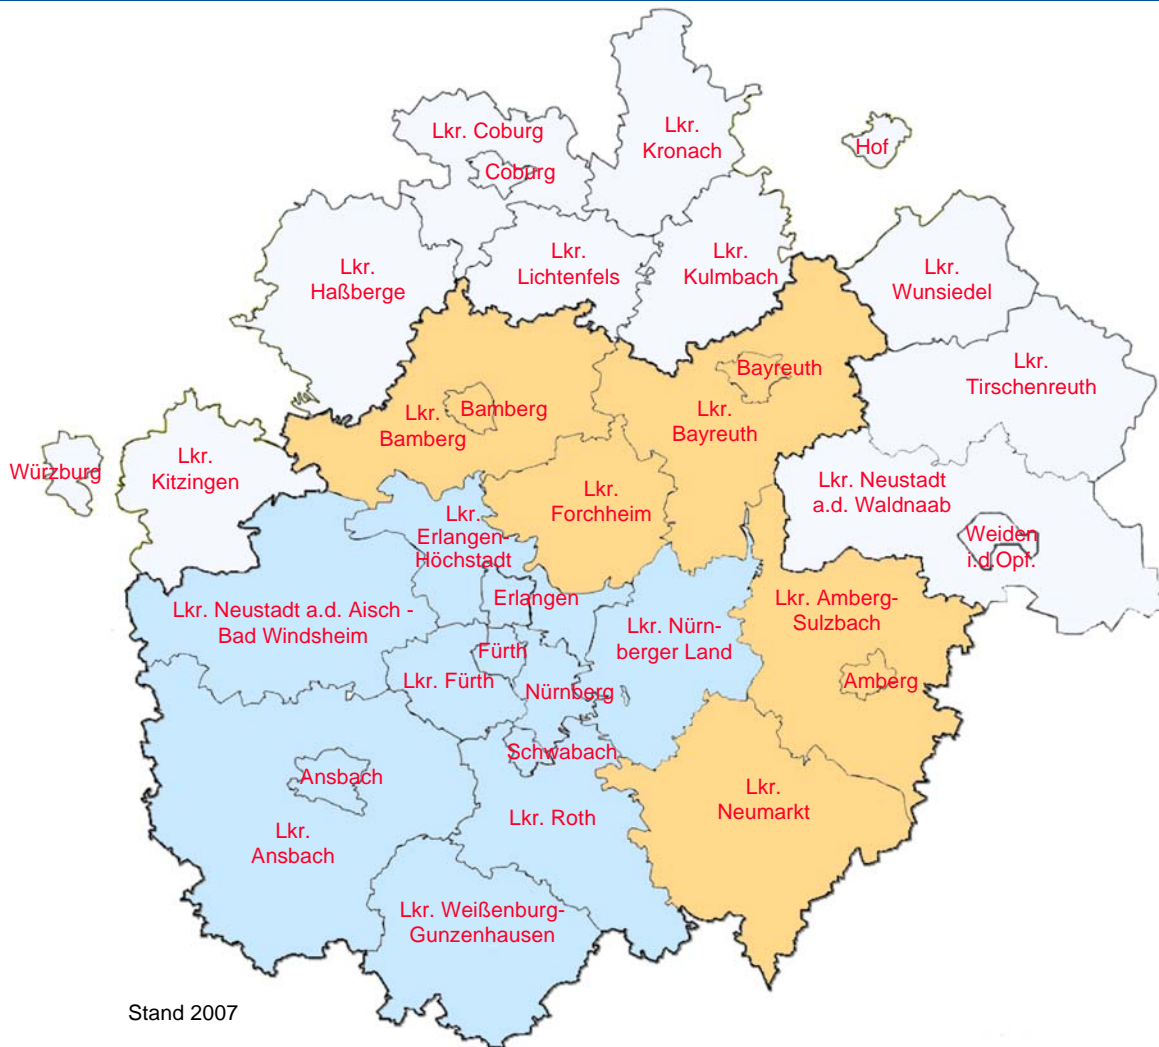 Lkr. Coburg
Coburg
Lkr.
Kronach
Hof
Lkr.
Haßberge
Lkr.
Lichtenfels
Lkr.
Kulmbach
Lkr.
Wunsiedel
Lkr.
Tirschenreuth
Bayreuth
Lkr.
Bayreuth
Bamberg
Lkr.
Bamberg
Würzburg
Lkr.
Kitzingen
Lkr.
Forchheim
Lkr. Neustadt
a.d. Waldnaab
Weiden
i.d.Opf.
Lkr.
Erlangen-
Höchstadt
Erlangen
Lkr. Neustadt a.d. Aisch -
Bad Windsheim
Lkr. Nürn-
berger Land
Lkr. Amberg-
Sulzbach
Amberg
Fürth
Lkr. Fürth
Nürnberg
Schwabach
Ansbach
Lkr.
Ansbach
Lkr. Roth
Lkr.
Neumarkt
Lkr. Weißenburg-
Gunzenhausen
Stand 2007